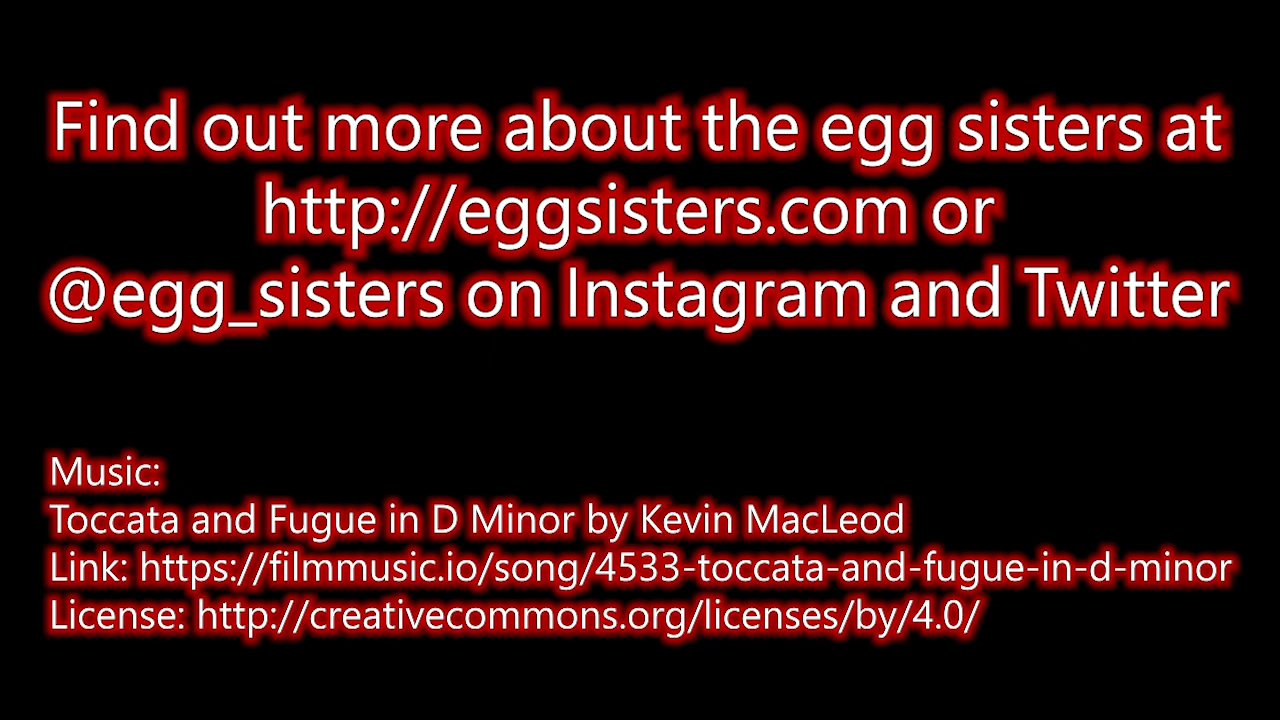 Find out more about the egg sisters at
http://eggsisters.com or
@egg_sisters on Instagram and Twitter
Music:
Toccata and Fugue in D Minor by Kevin MacLeod
Link: https://filmmusic.io/song/4533-toccata-and-fugue-in-d-minor
License: http://creativecommons.org/licenses/by/4.0/